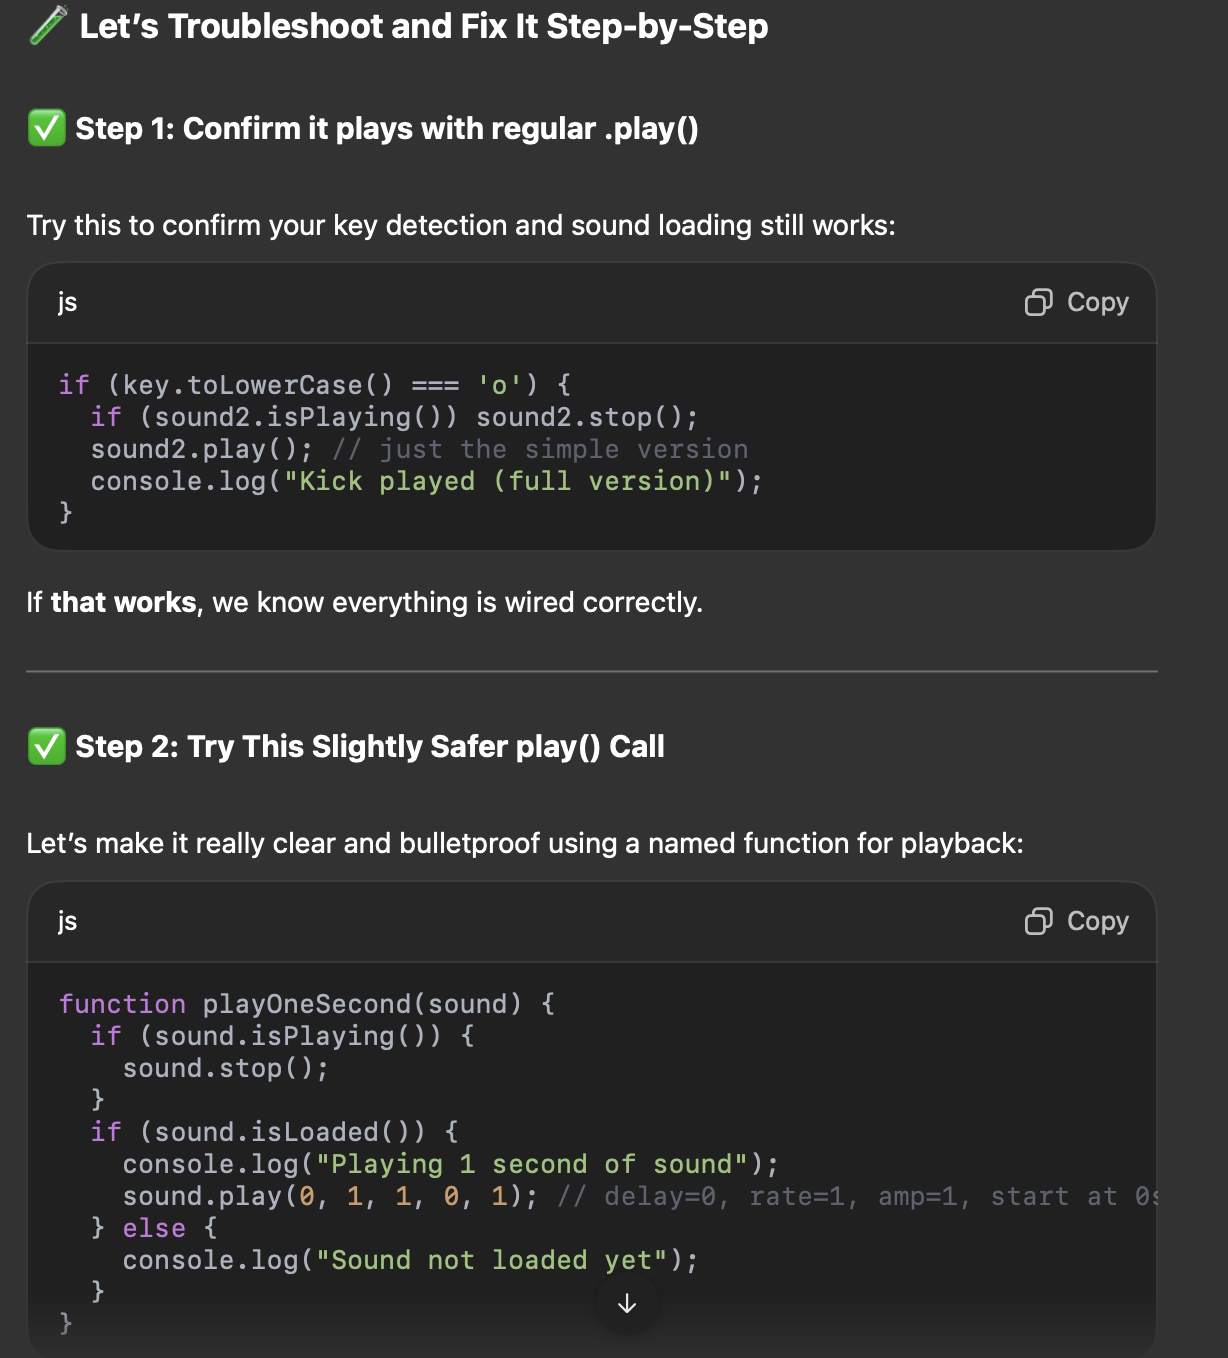 Let's Troubleshoot and Fix It Step-by-Step
Step 1: Confirm it plays with regular .play()
Try this to confirm your key detection and sound loading still works:
js
Copy
if (key.toLowerCase() === 'o') {
  if (sound2.isPlaying()) sound2.stop();
  sound2.play(); // just the simple version
  console.log("Kick played (full version)");
}
If that works, we know everything is wired correctly.
Step 2: Try This Slightly Safer play() Call
Let's make it really clear and bulletproof using a named function for playback:
js
Copy
function playOneSecond(sound) {
  if (sound.isPlaying()) {
    sound.stop();
  }
  if (sound.isLoaded()) {
    console.log("Playing 1 second of sound");
    sound.play(0, 1, 1, 0, 1); // delay=0, rate=1, amp=1, start at 0s
  } else {
    console.log("Sound not loaded yet");
  }
}